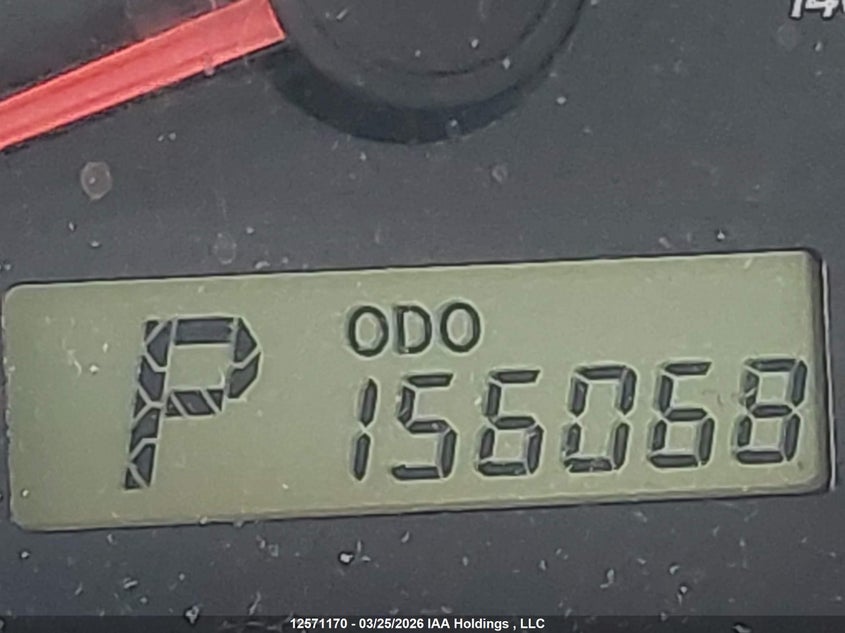 ODO
P 156068
12571170 - 03/25/2026 IAA Holdings , LLC